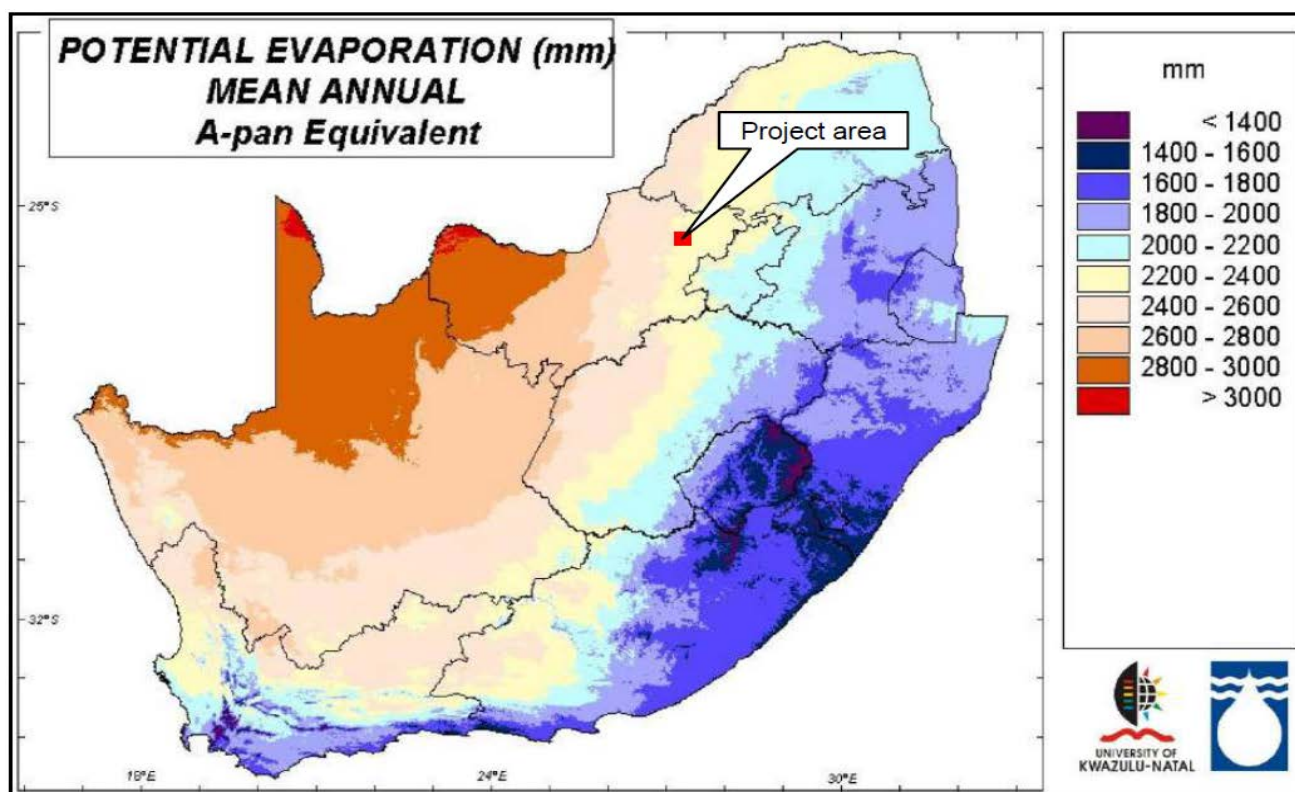 POTENTIAL EVAPORATION (mm)
MEAN ANNUAL
A-pan Equivalent
Project area
mm
< 1400
1400 - 1600
1600 - 1800
1800 - 2000
2000 - 2200
2200 - 2400
2400 - 2600
2600 - 2800
2800 - 3000
> 3000
25°S
32°S
18°E
24°E
30°E
UNIVERSITY OF
KWAZULU-NATAL